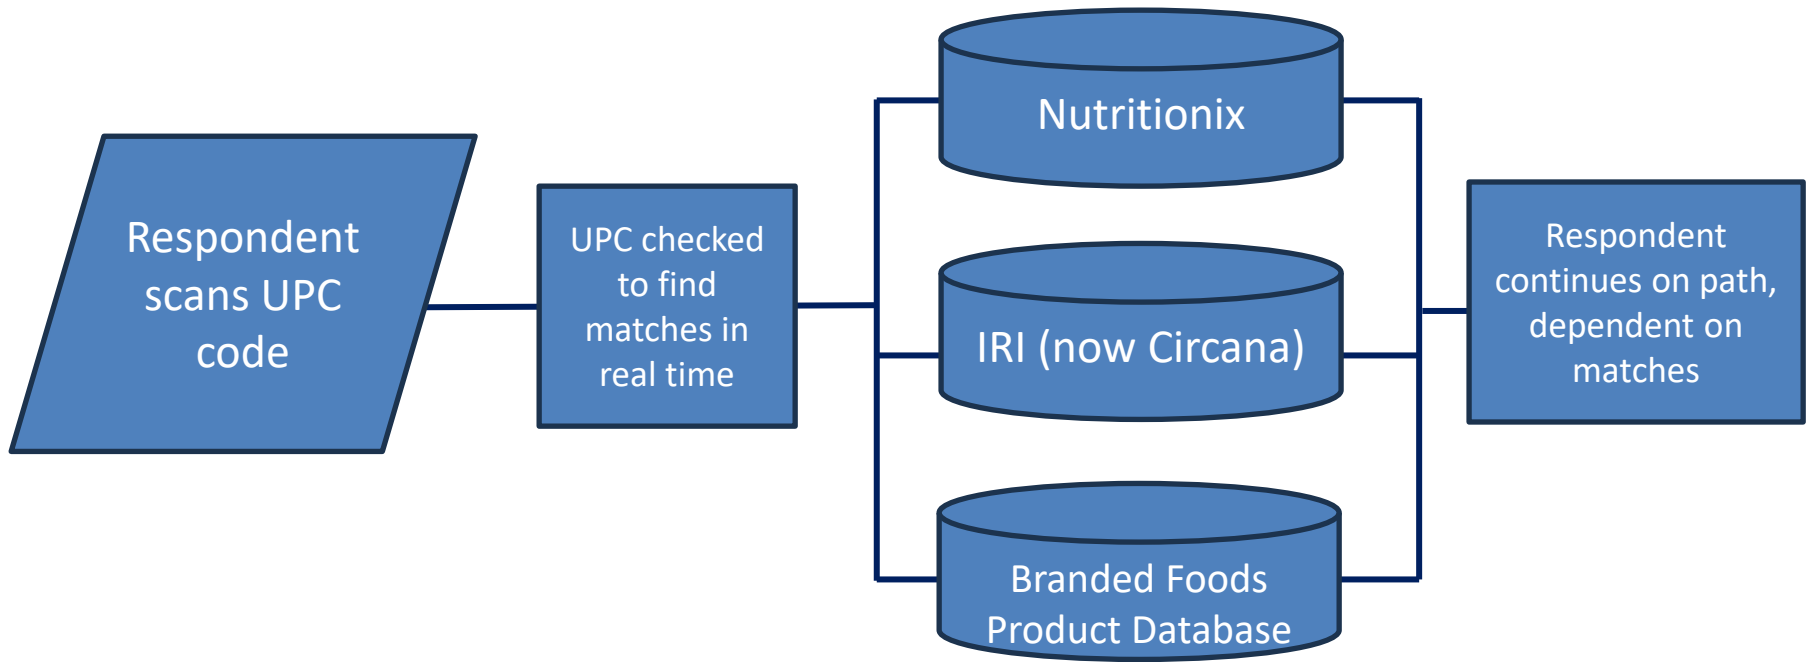 Respondent
scans UPC
code
UPC checked
to find
matches in
real time
Nutritionix
IRI (now Circana)
Branded Foods
Product Database
Respondent
continues on path,
dependent on
matches